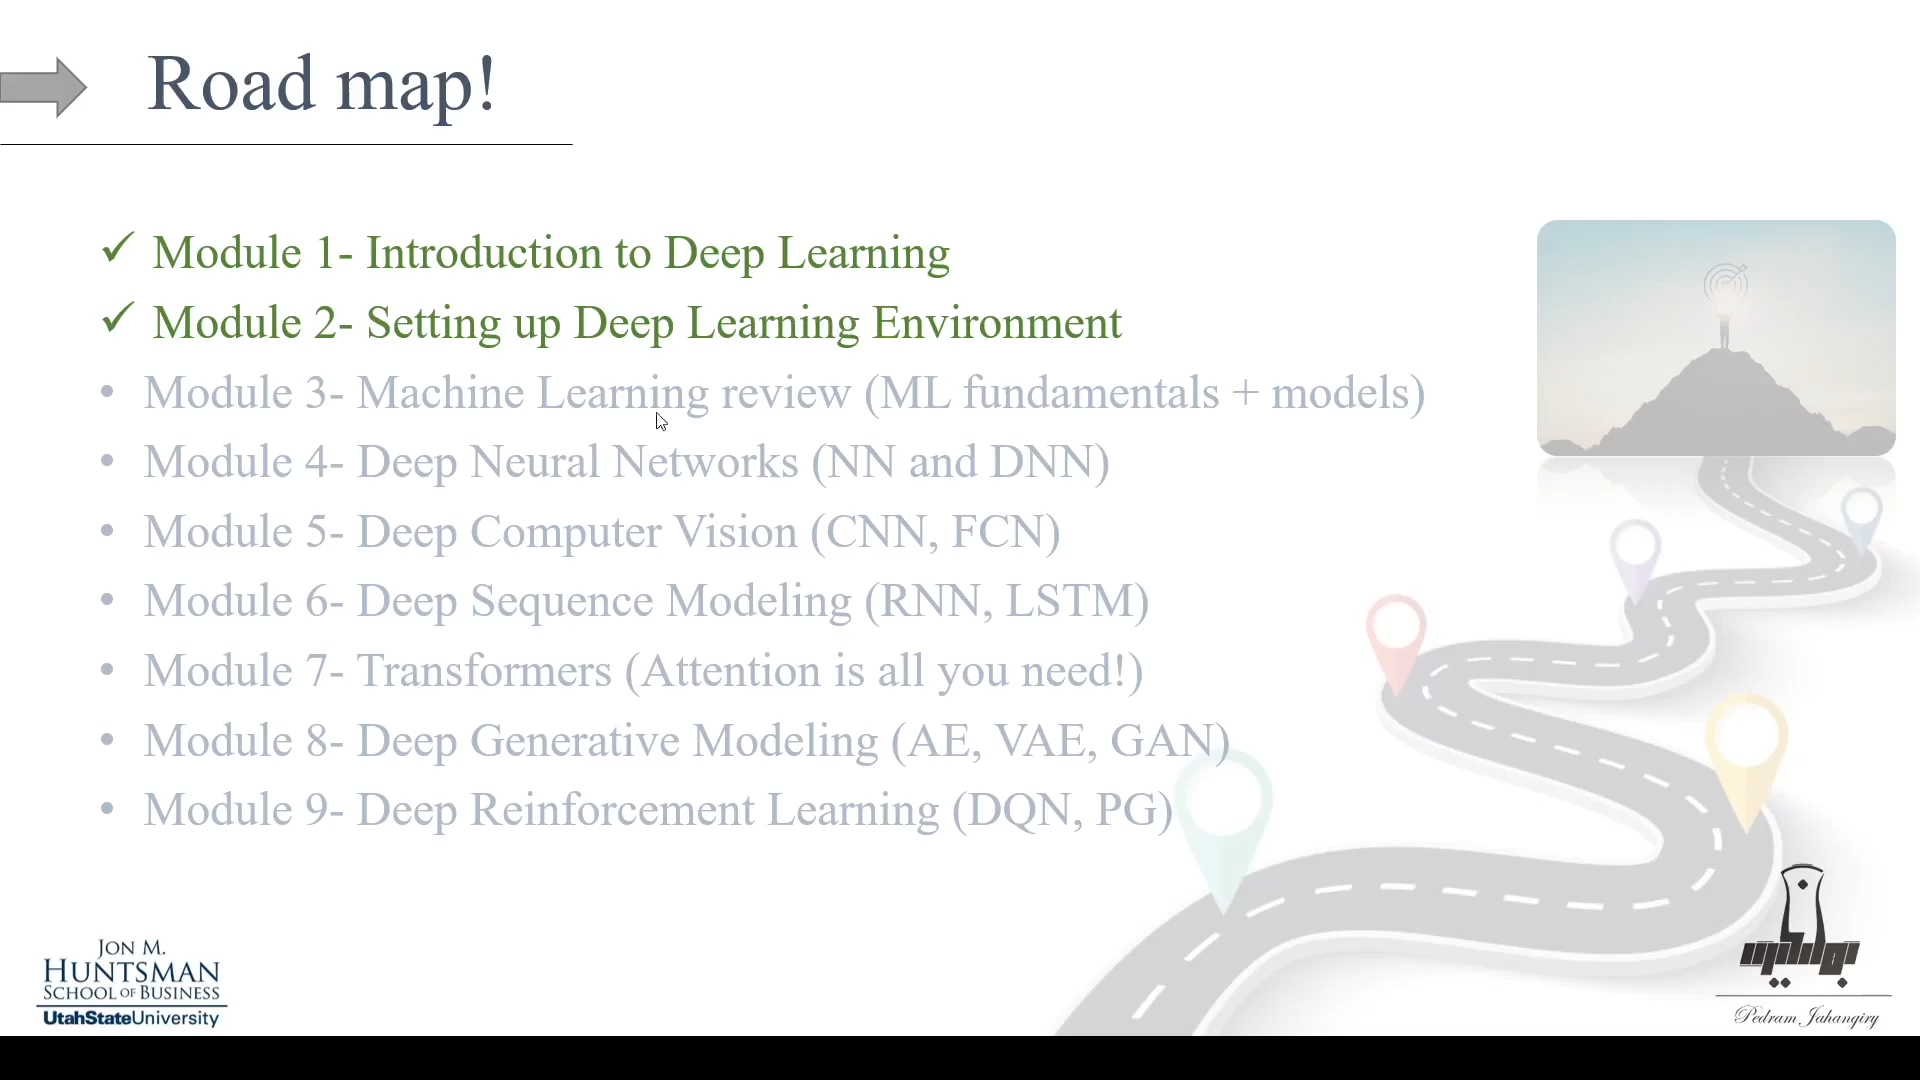 Road map!
✓ Module 1- Introduction to Deep Learning
✓ Module 2- Setting up Deep Learning Environment
• Module 3- Machine Learning review (ML fundamentals + models)
• Module 4- Deep Neural Networks (NN and DNN)
• Module 5- Deep Computer Vision (CNN, FCN)
• Module 6- Deep Sequence Modeling (RNN, LSTM)
• Module 7- Transformers (Attention is all you need!)
• Module 8- Deep Generative Modeling (AE, VAE, GAN)
• Module 9- Deep Reinforcement Learning (DQN, PG)
JON M.
HUNTSMAN
SCHOOL OF BUSINESS
UtahStateUniversity
Pedram Jahangiry